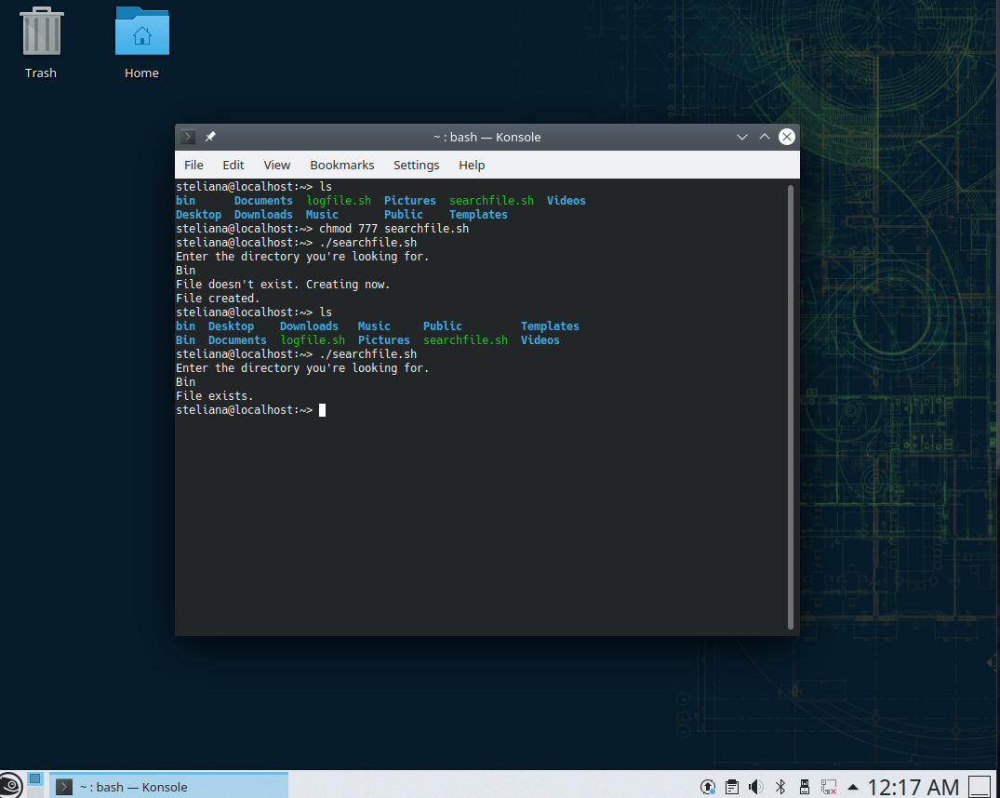 Trash
Home
~ : bash — Konsole
File Edit View Bookmarks Settings Help
steliana@localhost:~> ls
bin      Documents  logfile.sh  Pictures  searchfile.sh  Videos
Desktop  Downloads  Music       Public    Templates
steliana@localhost:~> chmod 777 searchfile.sh
steliana@localhost:~> ./searchfile.sh
Enter the directory you're looking for.
Bin
File doesn't exist. Creating now.
File created.
steliana@localhost:~> ls
bin  Desktop    Downloads   Music     Public         Templates
Bin  Documents  logfile.sh  Pictures  searchfile.sh  Videos
steliana@localhost:~> ./searchfile.sh
Enter the directory you're looking for.
Bin
File exists.
steliana@localhost:~>
~ : bash — Konsole
12:17 AM